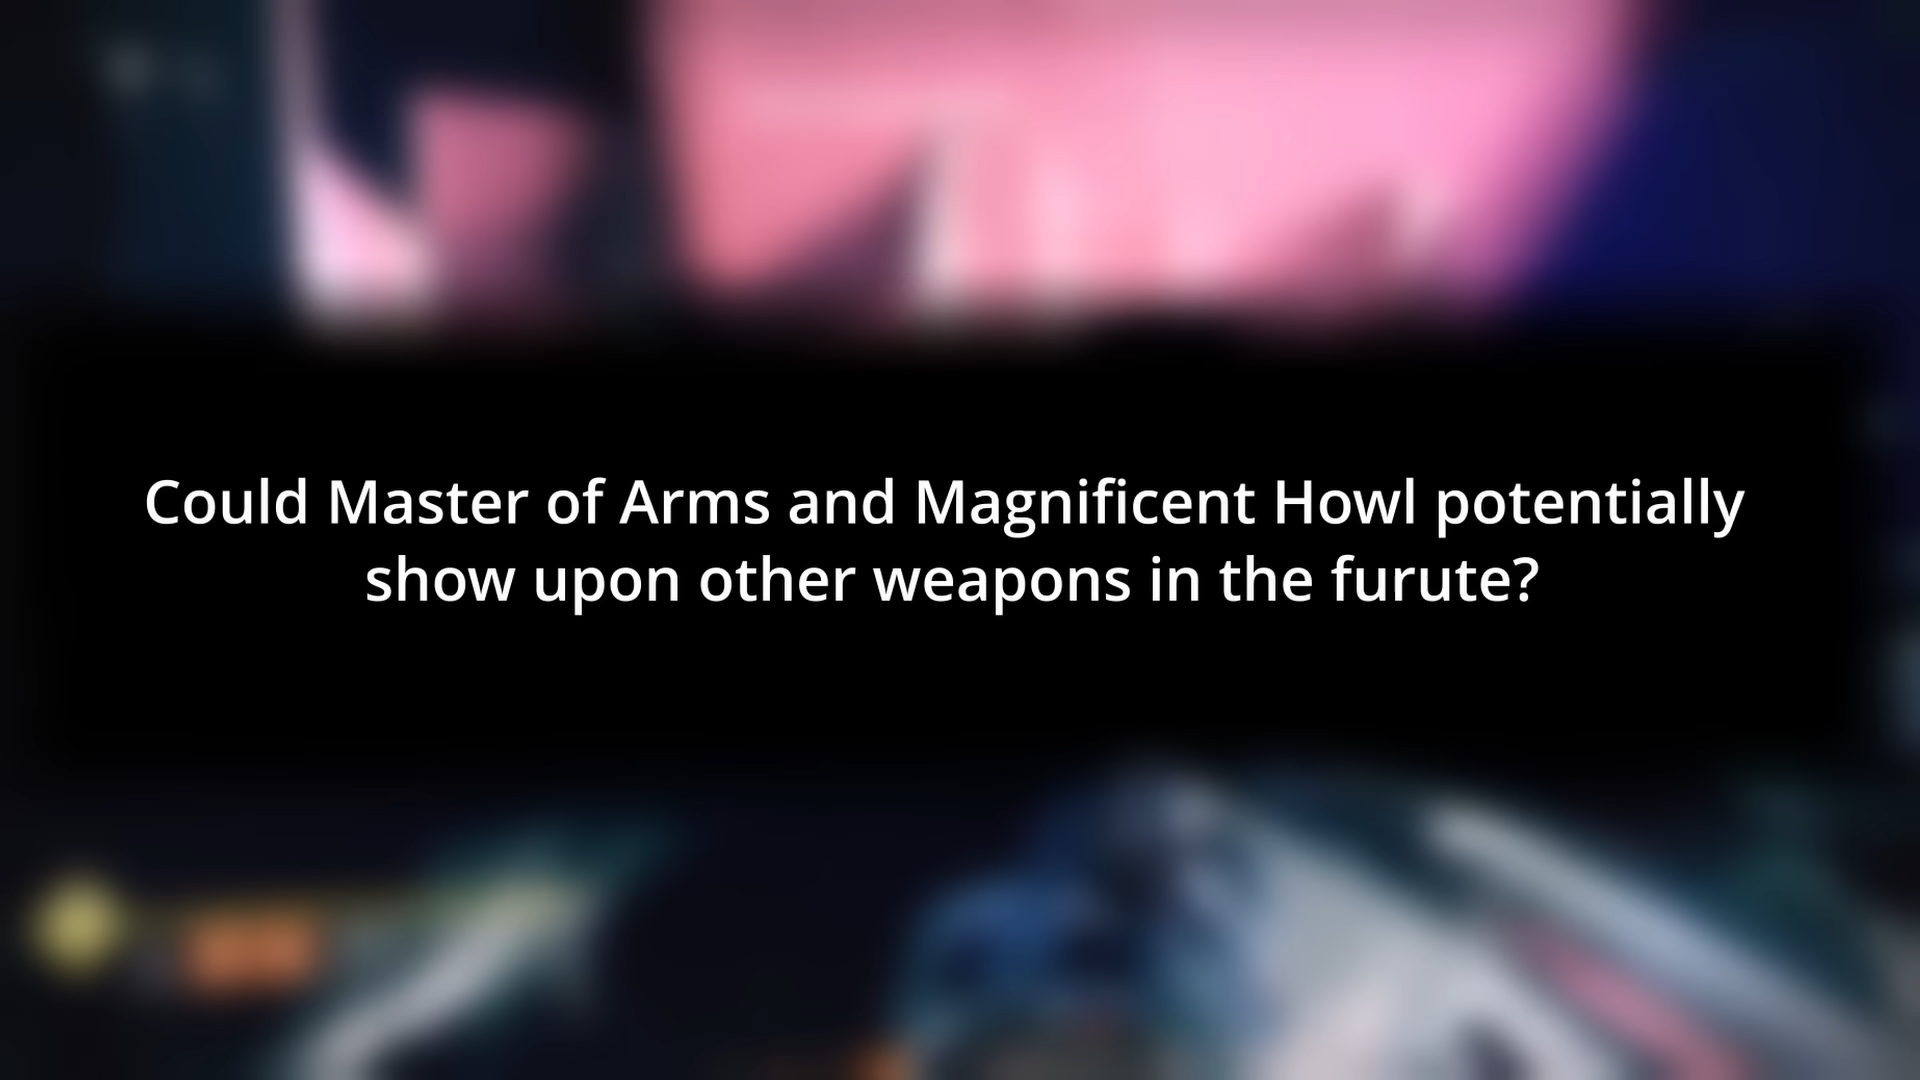 Could Master of Arms and Magnificent Howl potentially
show upon other weapons in the furute?